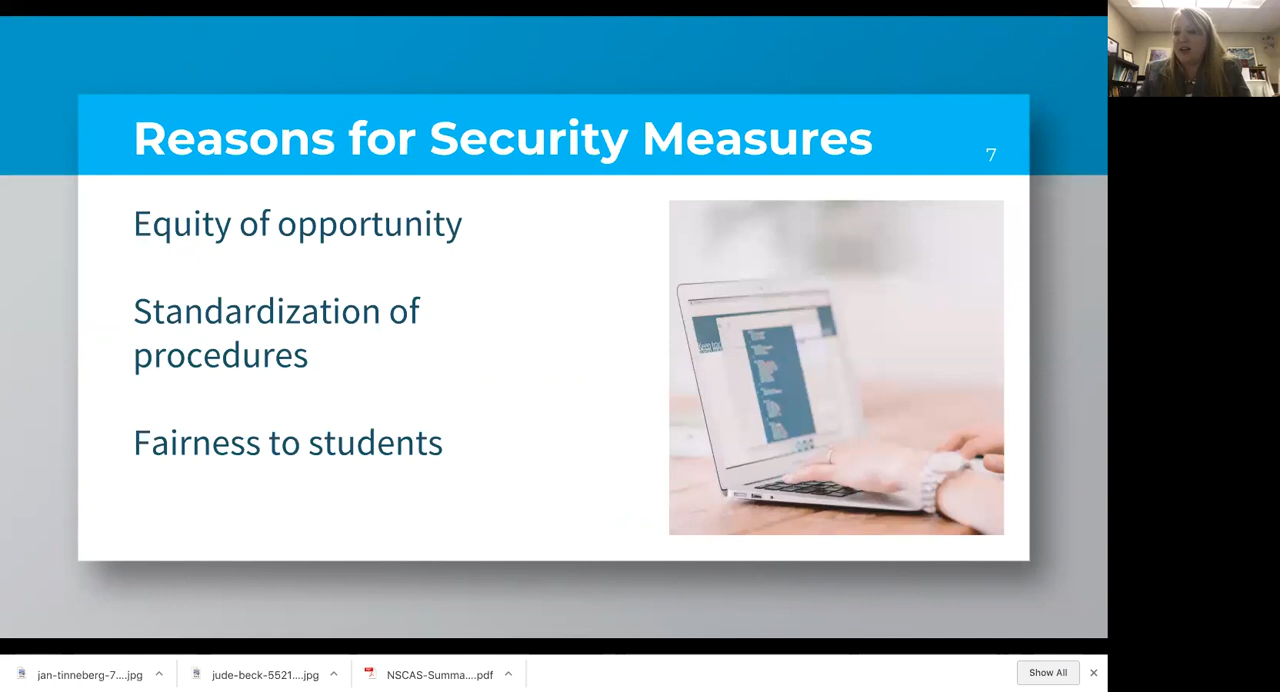 Reasons for Security Measures
7
Equity of opportunity
Standardization of
procedures
Fairness to students
jan-tinneberg-7....jpg
jude-beck-5521....jpg
NSCAS-Summa....pdf
Show All